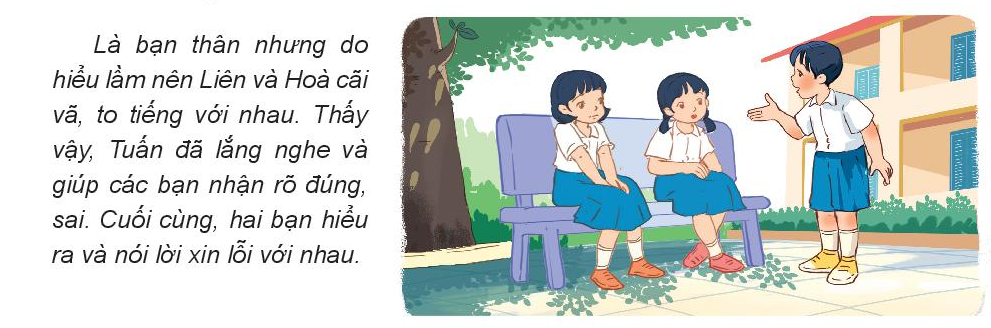 Là bạn thân nhưng do
hiểu lầm nên Liên và Hoà cãi
vã, to tiếng với nhau. Thấy
vậy, Tuấn đã lắng nghe và
giúp các bạn nhận rõ đúng,
sai. Cuối cùng, hai bạn hiểu
ra và nói lời xin lỗi với nhau.